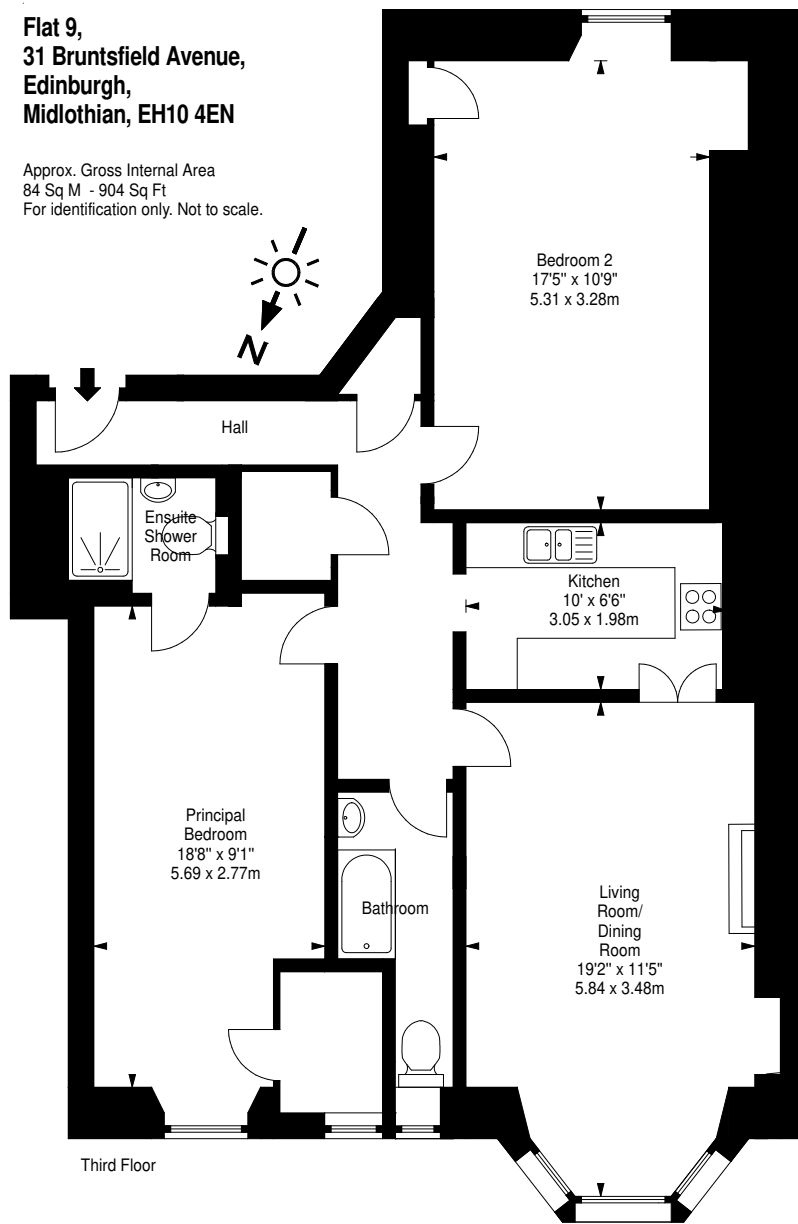 Flat 9,
31 Bruntsfield Avenue,
Edinburgh,
Midlothian, EH10 4EN
Approx. Gross Internal Area
84 Sq M - 904 Sq Ft
For identification only. Not to scale.
N
Bedroom 2
17'5" x 10'9"
5.31 x 3.28m
Hall
Ensuite
Shower
Room
Kitchen
10' x 6'6"
3.05 x 1.98m
Principal
Bedroom
18'8" x 9'1"
5.69 x 2.77m
Bathroom
Living
Room/
Dining
Room
19'2" x 11'5"
5.84 x 3.48m
Third Floor